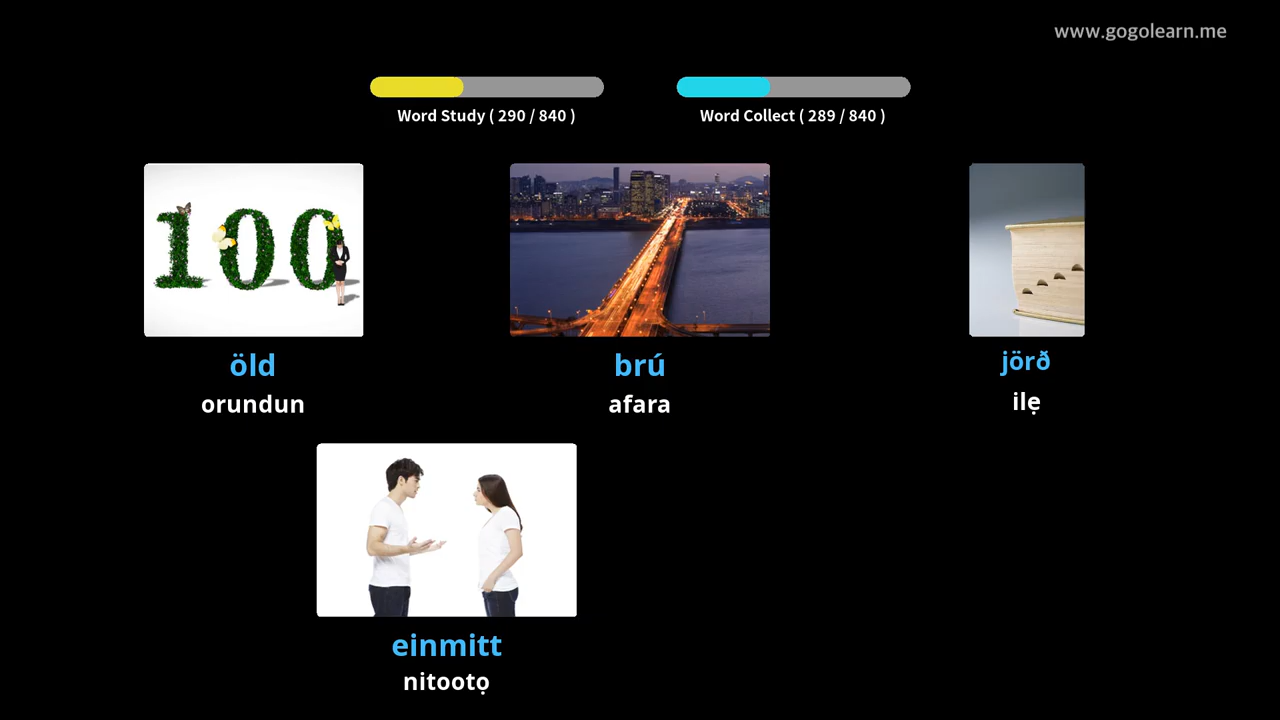 www.gogolearn.me
Word Study ( 290 / 840 )
Word Collect ( 289 / 840 )
100
öld
orundun
brú
afara
jörð
ilẹ
einmitt
nitootọ